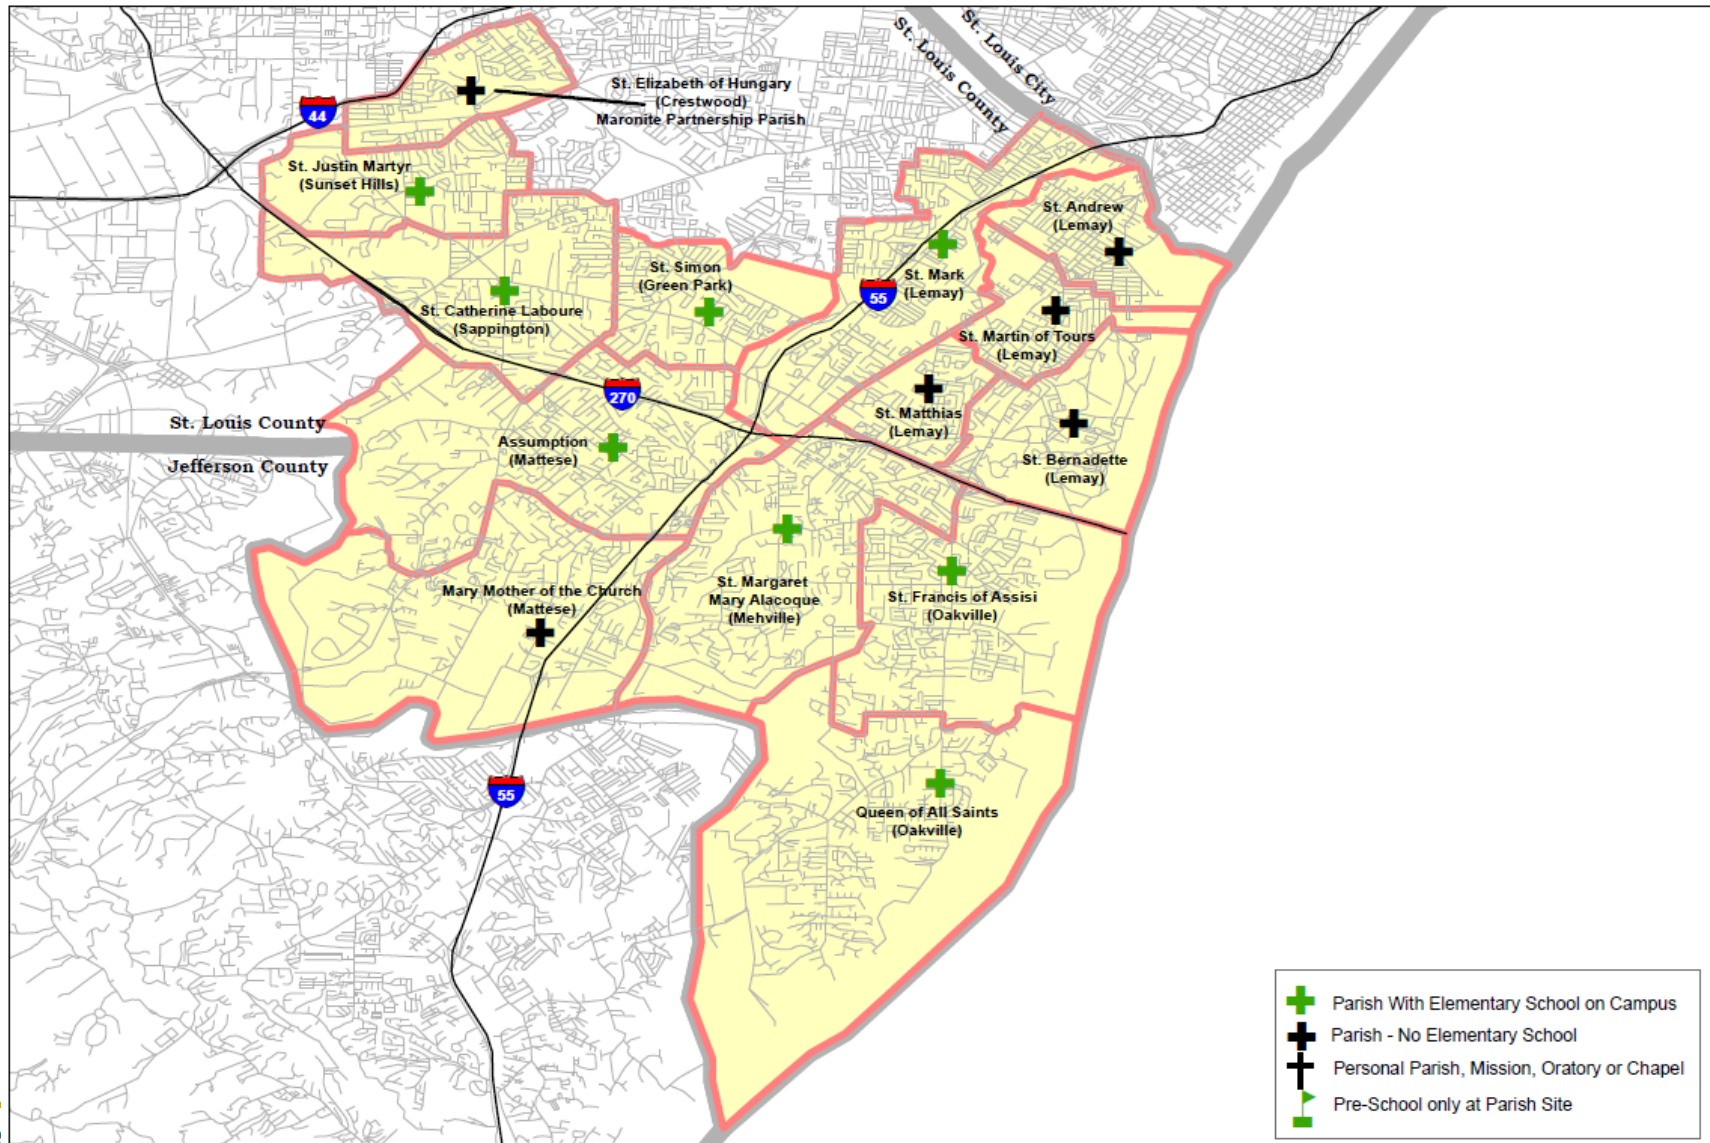 St. Louis City
St. Louis County
St. Elizabeth of Hungary
(Crestwood)
Maronite Partnership Parish
44
St. Justin Martyr
(Sunset Hills)
St. Andrew
(Lemay)
St. Simon
(Green Park)
St. Mark
(Lemay)
55
St. Catherine Laboure
(Sappington)
St. Martin of Tours
(Lemay)
270
St. Matthias
(Lemay)
St. Louis County
Jefferson County
Assumption
(Mattese)
St. Bernadette
(Lemay)
Mary Mother of the Church
(Mattese)
St. Margaret
Mary Alacoque
(Mehville)
St. Francis of Assisi
(Oakville)
55
Queen of All Saints
(Oakville)
Parish With Elementary School on Campus
Parish - No Elementary School
Personal Parish, Mission, Oratory or Chapel
Pre-School only at Parish Site